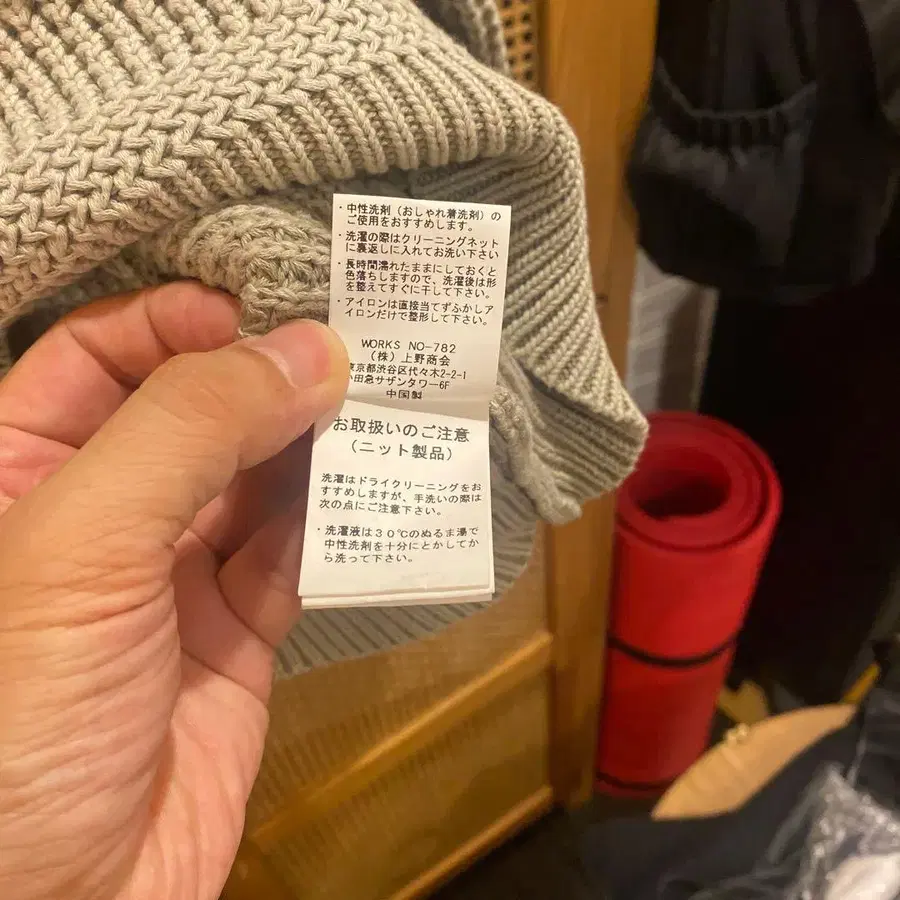 ・中性洗剤（おしゃれ着洗剤）の
ご使用をおすすめします。
・洗濯の際はクリーニングネット
に裏返しに入れてお洗い下さい
・長時間濡れたままにしておくと
色落ちしますので、洗濯後は形
を整えてすぐに干して下さい。
・アイロンは直接当てずふかしア
イロンだけで整形して下さい。
WORKS NO-782
（株）上野商会
東京都渋谷区代々木2-2-1
小田急サザンタワー6F
中国製
お取扱いのご注意
（ニット製品）
洗濯はドライクリーニングをお
すすめしますが、手洗いの際は
次の点にご注意下さい。
・洗濯液は３０℃のぬるま湯で
中性洗剤を十分にとかしてか
ら洗って下さい。